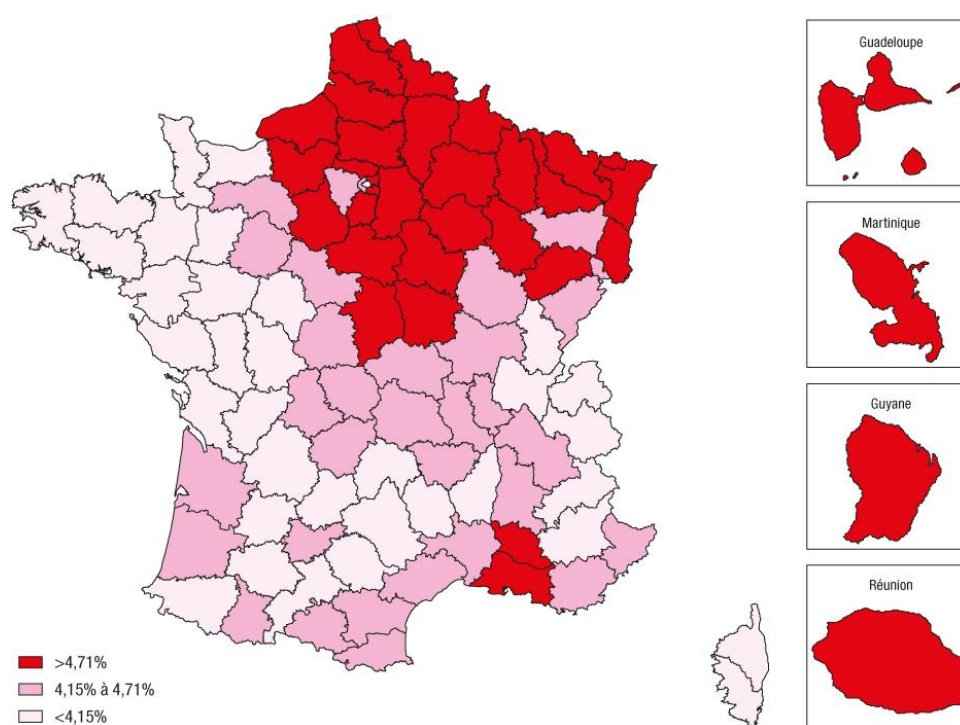 Guadeloupe
Martinique
Guyane
Réunion
>4,71%
4,15% à 4,71%
<4,15%